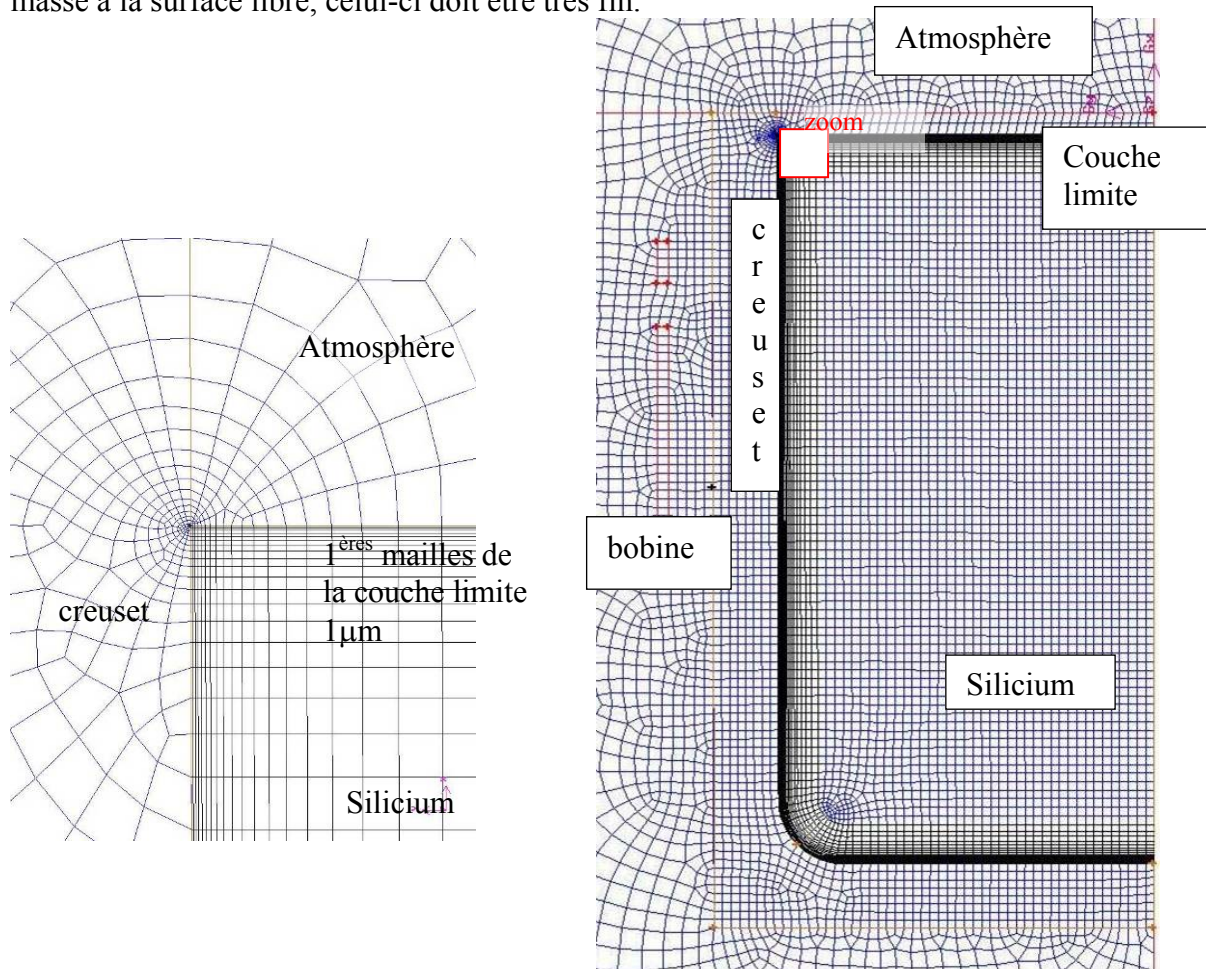 masse à la surface libre, celui-ci doit être très fin.
Atmosphère
zoom
Couche
limite
creuset
bobine
Silicium
Atmosphère
1ères mailles de
la couche limite
1µm
creuset
Silicium